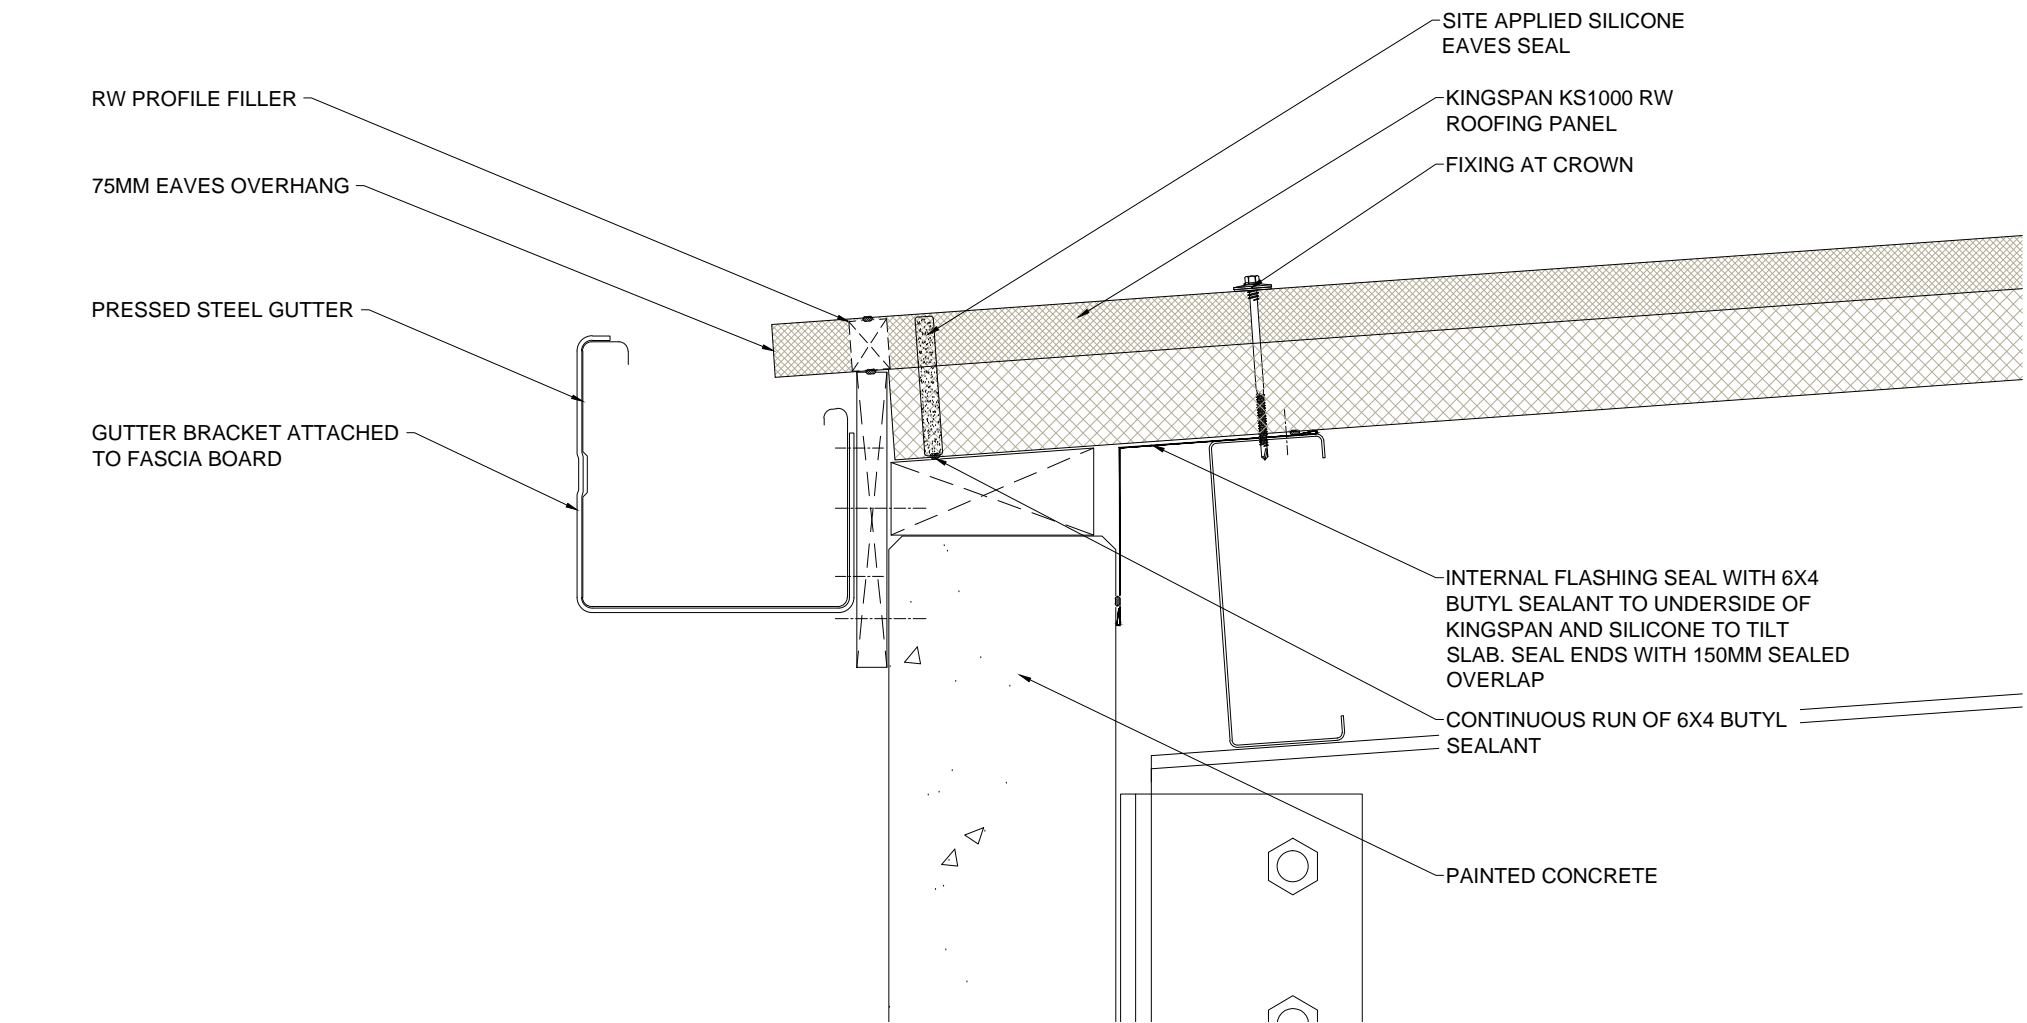 SITE APPLIED SILICONE
EAVES SEAL
RW PROFILE FILLER
KINGSPAN KS1000 RW
ROOFING PANEL
FIXING AT CROWN
75MM EAVES OVERHANG
PRESSED STEEL GUTTER
GUTTER BRACKET ATTACHED
TO FASCIA BOARD
INTERNAL FLASHING SEAL WITH 6X4
BUTYL SEALANT TO UNDERSIDE OF
KINGSPAN AND SILICONE TO TILT
SLAB. SEAL ENDS WITH 150MM SEALED
OVERLAP
CONTINUOUS RUN OF 6X4 BUTYL
SEALANT
PAINTED CONCRETE